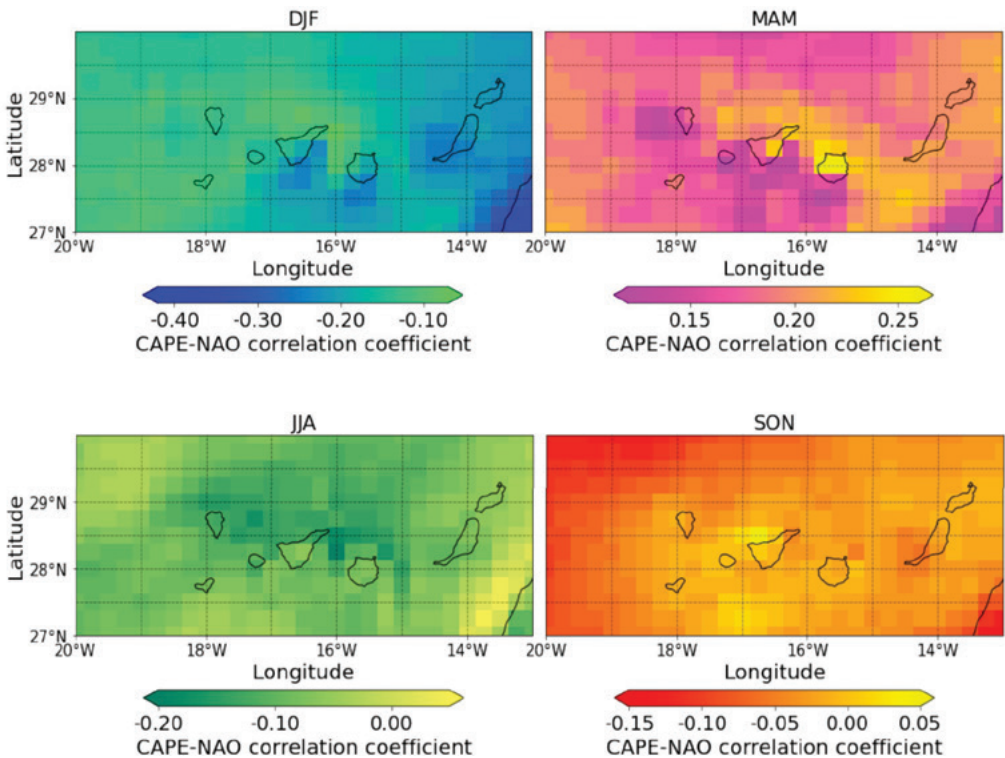 DJF
MAM
Latitude
29°N
28°N
27°N
20°W 18°W 16°W 14°W
20°W 18°W 16°W 14°W
Longitude
Longitude
-0.40 -0.30 -0.20 -0.10
0.15 0.20 0.25
CAPE-NAO correlation coefficient
CAPE-NAO correlation coefficient
JJA
SON
Latitude
29°N
28°N
27°N
20°W 18°W 16°W 14°W
20°W 18°W 16°W 14°W
Longitude
Longitude
-0.20 -0.10 0.00
-0.15 -0.10 -0.05 0.00 0.05
CAPE-NAO correlation coefficient
CAPE-NAO correlation coefficient